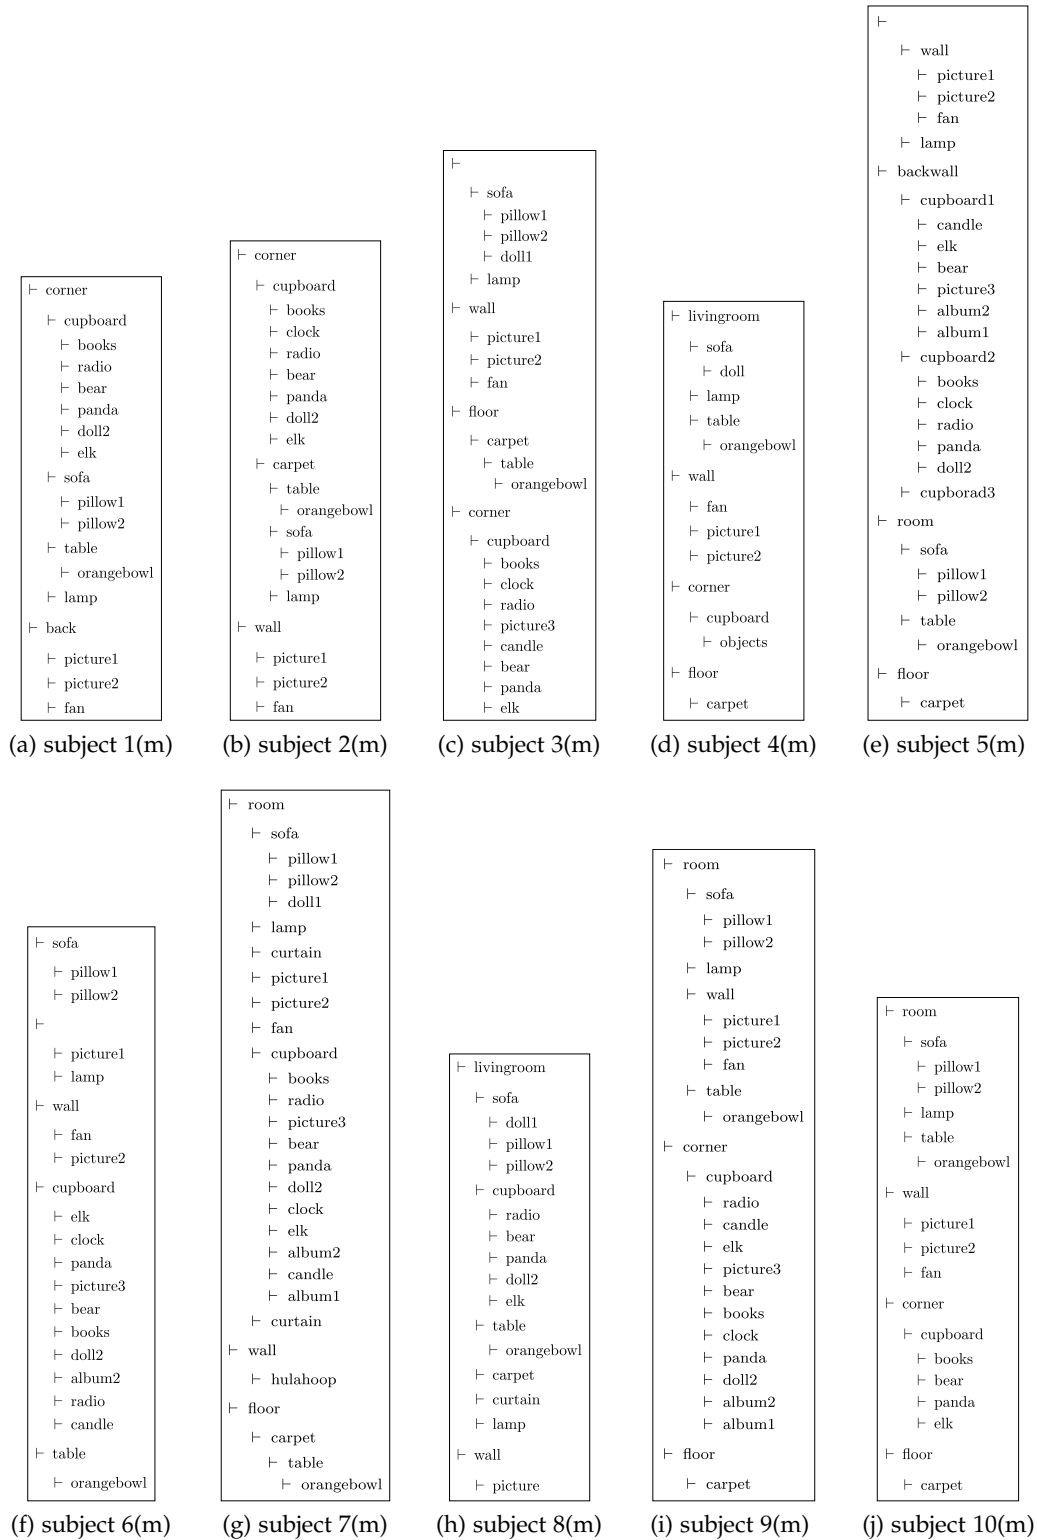 ⊢ corner
⊢ cupboard
⊢ books
⊢ radio
⊢ bear
⊢ panda
⊢ doll2
⊢ elk
⊢ sofa
⊢ pillow1
⊢ pillow2
⊢ table
⊢ orangebowl
⊢ lamp
⊢ back
⊢ picture1
⊢ picture2
⊢ fan
(a) subject 1(m)
⊢ corner
⊢ cupboard
⊢ books
⊢ clock
⊢ radio
⊢ bear
⊢ panda
⊢ doll2
⊢ elk
⊢ carpet
⊢ table
⊢ orangebowl
⊢ sofa
⊢ pillow1
⊢ pillow2
⊢ lamp
⊢ wall
⊢ picture1
⊢ picture2
⊢ fan
(b) subject 2(m)
⊢
⊢ sofa
⊢ pillow1
⊢ pillow2
⊢ doll1
⊢ lamp
⊢ wall
⊢ picture1
⊢ picture2
⊢ fan
⊢ floor
⊢ carpet
⊢ table
⊢ orangebowl
⊢ corner
⊢ cupboard
⊢ books
⊢ clock
⊢ radio
⊢ picture3
⊢ candle
⊢ bear
⊢ panda
⊢ elk
(c) subject 3(m)
⊢ livingroom
⊢ sofa
⊢ doll
⊢ lamp
⊢ table
⊢ orangebowl
⊢ wall
⊢ fan
⊢ picture1
⊢ picture2
⊢ corner
⊢ cupboard
⊢ objects
⊢ floor
⊢ carpet
(d) subject 4(m)
⊢
⊢ wall
⊢ picture1
⊢ picture2
⊢ fan
⊢ lamp
⊢ backwall
⊢ cupboard1
⊢ candle
⊢ elk
⊢ bear
⊢ picture3
⊢ album2
⊢ album1
⊢ cupboard2
⊢ books
⊢ clock
⊢ radio
⊢ panda
⊢ doll2
⊢ cupborad3
⊢ room
⊢ sofa
⊢ pillow1
⊢ pillow2
⊢ table
⊢ orangebowl
⊢ floor
⊢ carpet
(e) subject 5(m)
⊢ sofa
⊢ pillow1
⊢ pillow2
⊢
⊢ picture1
⊢ lamp
⊢ wall
⊢ fan
⊢ picture2
⊢ cupboard
⊢ elk
⊢ clock
⊢ panda
⊢ picture3
⊢ bear
⊢ books
⊢ doll2
⊢ album2
⊢ radio
⊢ candle
⊢ table
⊢ orangebowl
(f) subject 6(m)
⊢ room
⊢ sofa
⊢ pillow1
⊢ pillow2
⊢ doll1
⊢ lamp
⊢ curtain
⊢ picture1
⊢ picture2
⊢ fan
⊢ cupboard
⊢ books
⊢ radio
⊢ picture3
⊢ bear
⊢ panda
⊢ doll2
⊢ clock
⊢ elk
⊢ album2
⊢ candle
⊢ album1
⊢ curtain
⊢ wall
⊢ hulahoop
⊢ floor
⊢ carpet
⊢ table
⊢ orangebowl
(g) subject 7(m)
⊢ livingroom
⊢ sofa
⊢ doll1
⊢ pillow1
⊢ pillow2
⊢ cupboard
⊢ radio
⊢ bear
⊢ panda
⊢ doll2
⊢ elk
⊢ table
⊢ orangebowl
⊢ carpet
⊢ curtain
⊢ lamp
⊢ wall
⊢ picture
(h) subject 8(m)
⊢ room
⊢ sofa
⊢ pillow1
⊢ pillow2
⊢ lamp
⊢ wall
⊢ picture1
⊢ picture2
⊢ fan
⊢ table
⊢ orangebowl
⊢ corner
⊢ cupboard
⊢ radio
⊢ candle
⊢ elk
⊢ picture3
⊢ bear
⊢ books
⊢ clock
⊢ panda
⊢ doll2
⊢ album2
⊢ album1
⊢ floor
⊢ carpet
(i) subject 9(m)
⊢ room
⊢ sofa
⊢ pillow1
⊢ pillow2
⊢ lamp
⊢ table
⊢ orangebowl
⊢ wall
⊢ picture1
⊢ picture2
⊢ fan
⊢ corner
⊢ cupboard
⊢ books
⊢ bear
⊢ panda
⊢ elk
⊢ floor
⊢ carpet
(j) subject 10(m)